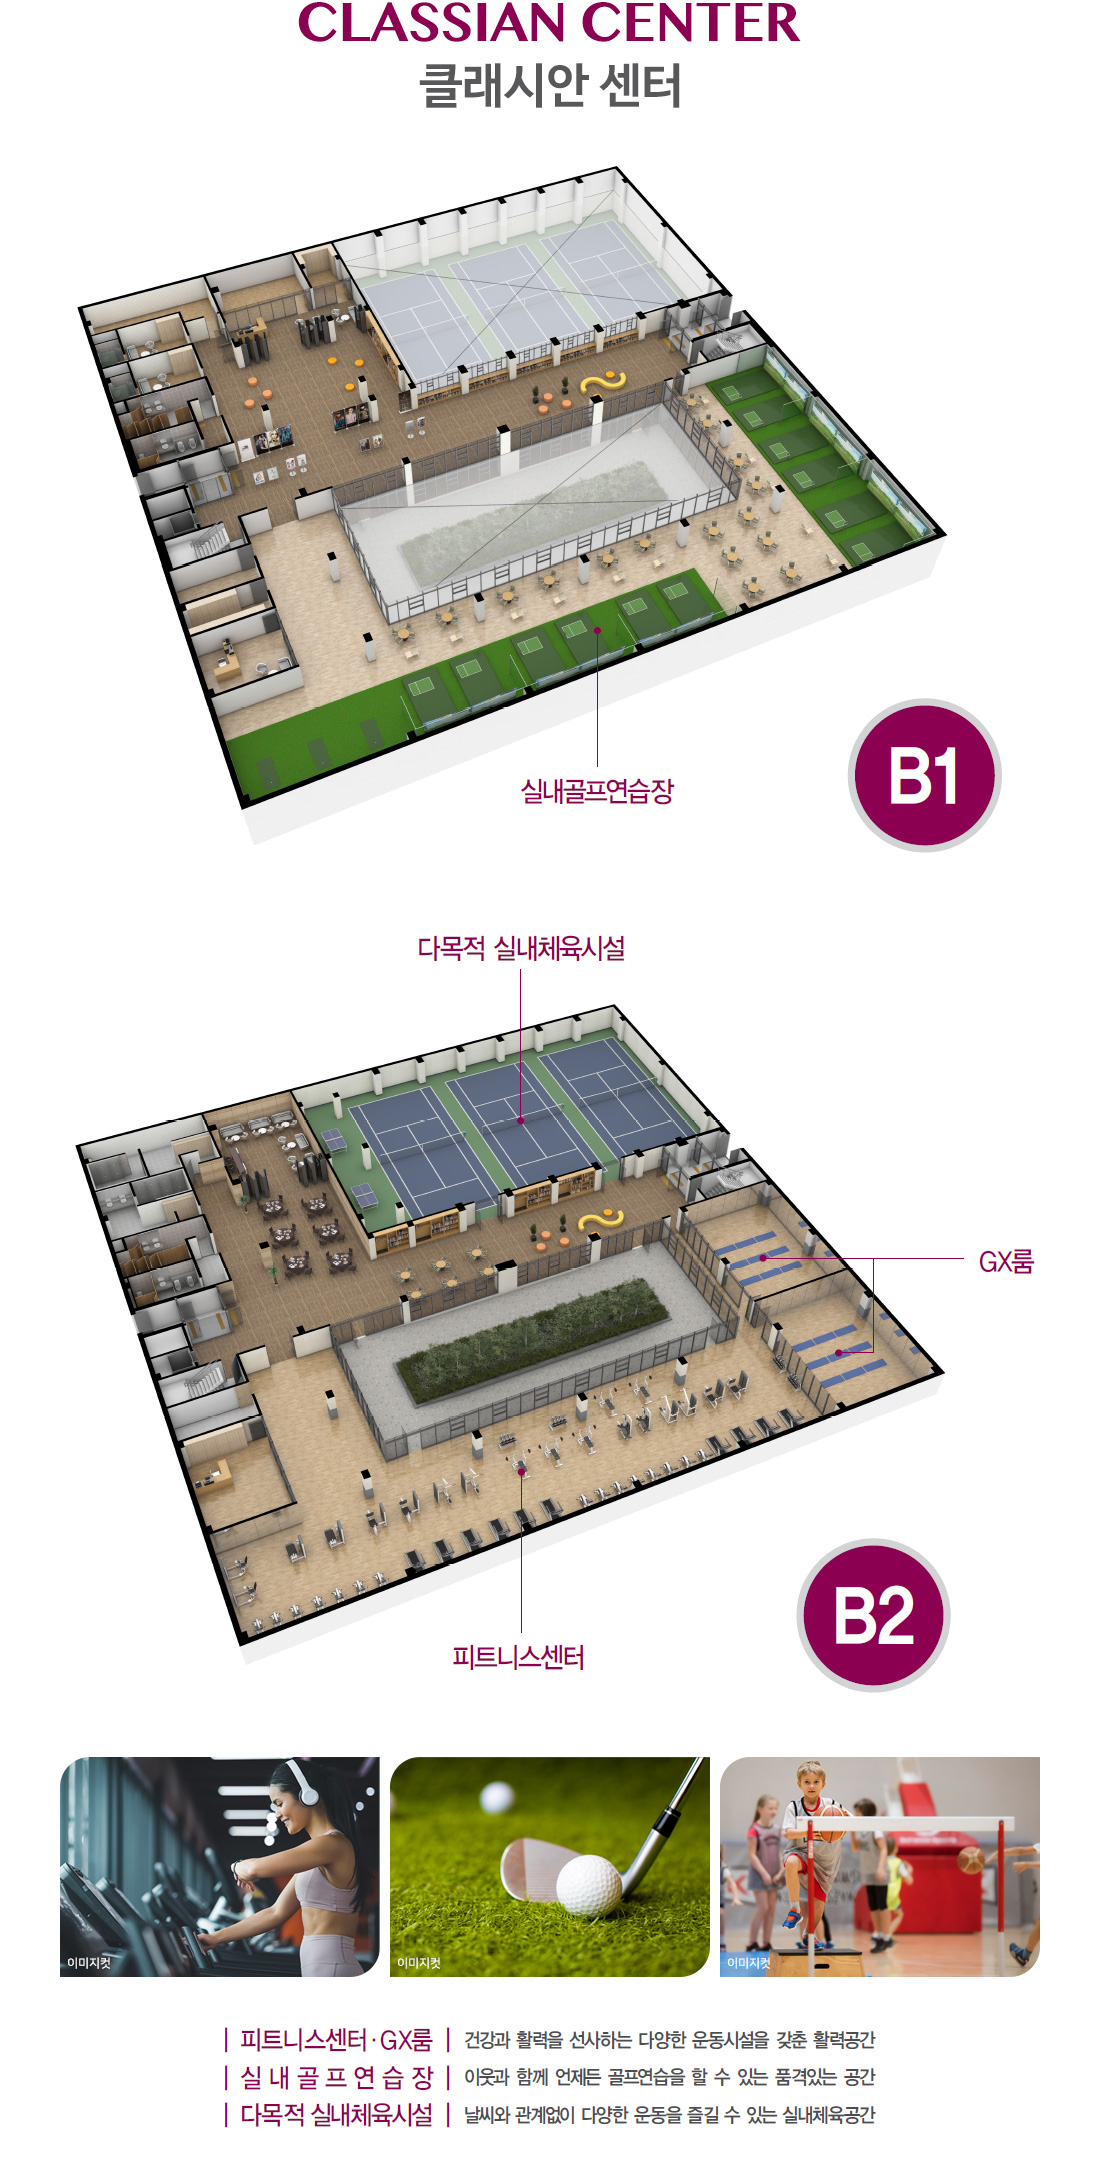 CLASSIAN CENTER
클래시안 센터
실내골프연습장
B1
다목적 실내체육시설
GX룸
피트니스센터
B2
이미지컷
이미지컷
이미지컷
| 피트니스센터·GX룸 | 건강과 활력을 선사하는 다양한 운동시설을 갖춘 활력공간
| 실내골프연습장 | 이웃과 함께 언제든 골프연습을 할 수 있는 품격있는 공간
| 다목적 실내체육시설 | 날씨와 관계없이 다양한 운동을 즐길 수 있는 실내체육공간